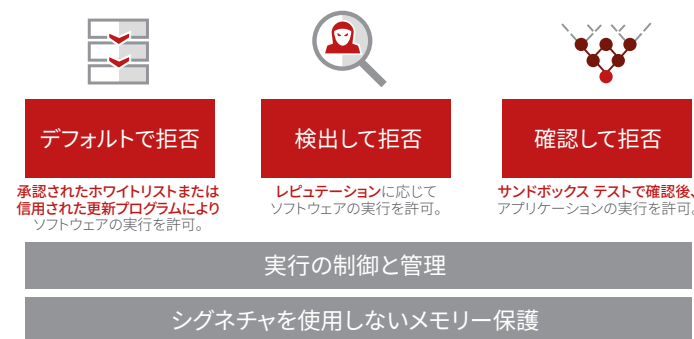 デフォルトで拒否
検出して拒否
確認して拒否
承認されたホワイトリストまたは
信用された更新プログラムにより
ソフトウェアの実行を許可。
レピュテーションに応じて
ソフトウェアの実行を許可。
サンドボックス テストで確認後、
アプリケーションの実行を許可。
実行の制御と管理
シグネチャを使用しないメモリー保護